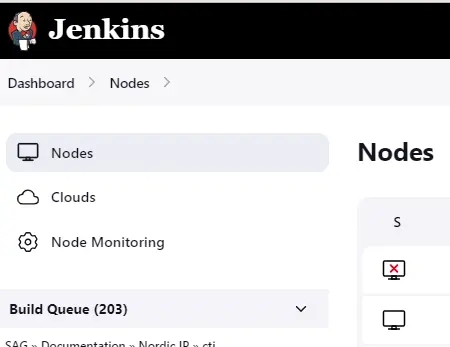 Jenkins
Dashboard > Nodes >
Nodes
Clouds
Node Monitoring
Build Queue (203)
SAG » Documentation » Nordic IP » cti
Nodes
S